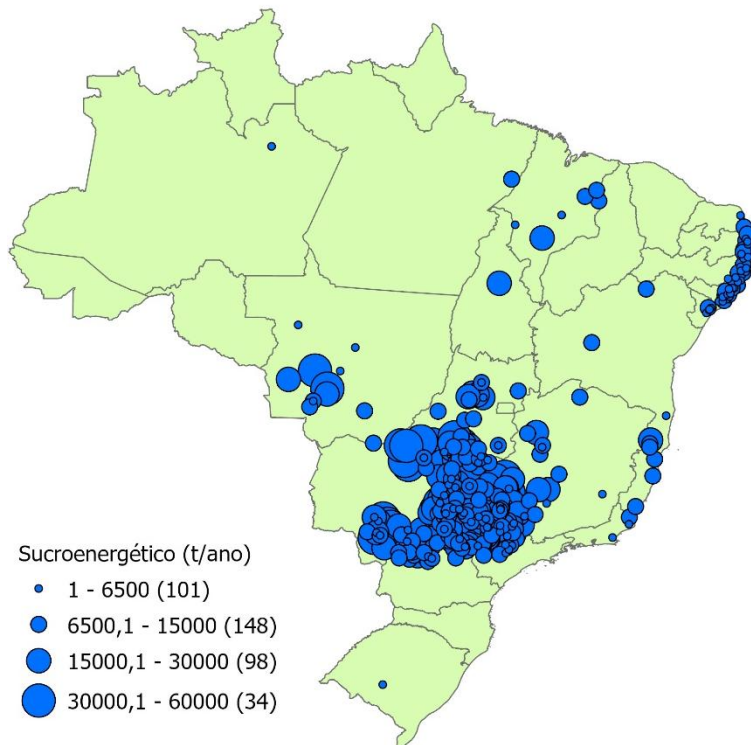 Sucroenergético (t/ano)
1 - 6500 (101)
6500,1 - 15000 (148)
15000,1 - 30000 (98)
30000,1 - 60000 (34)